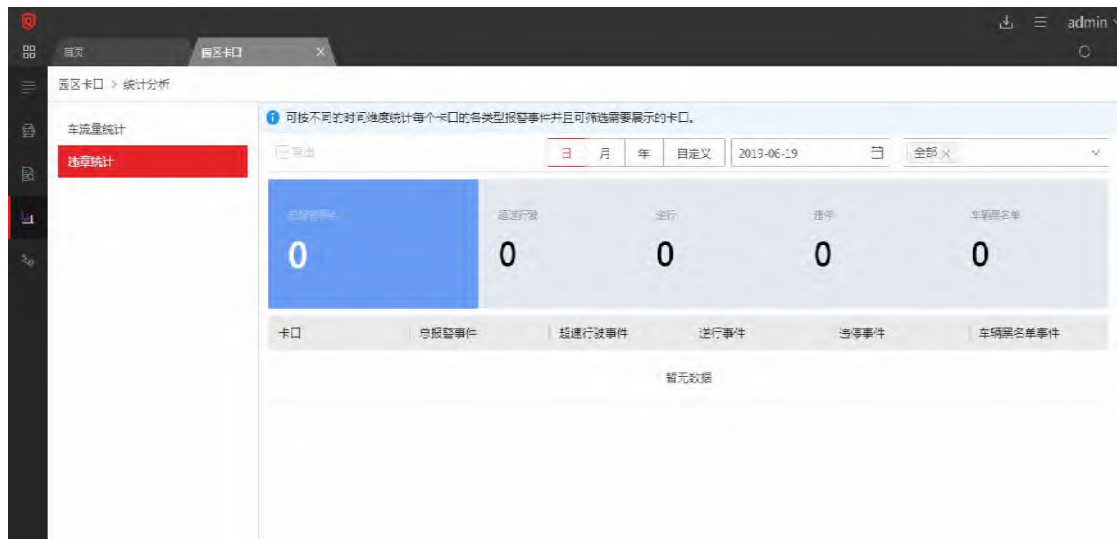 admin
首页
园区卡口
园区卡口 > 统计分析
车流量统计
违章统计
可按不同的时间维度统计每个卡口的各类型报警事件并且可筛选需要展示的卡口。
导出 日 月 年 自定义 2019-06-19 全部
总报警事件 超速行驶 逆行 违停 车辆黑名单
0 0 0 0 0
卡口 总报警事件 超速行驶事件 逆行事件 违停事件 车辆黑名单事件
暂无数据